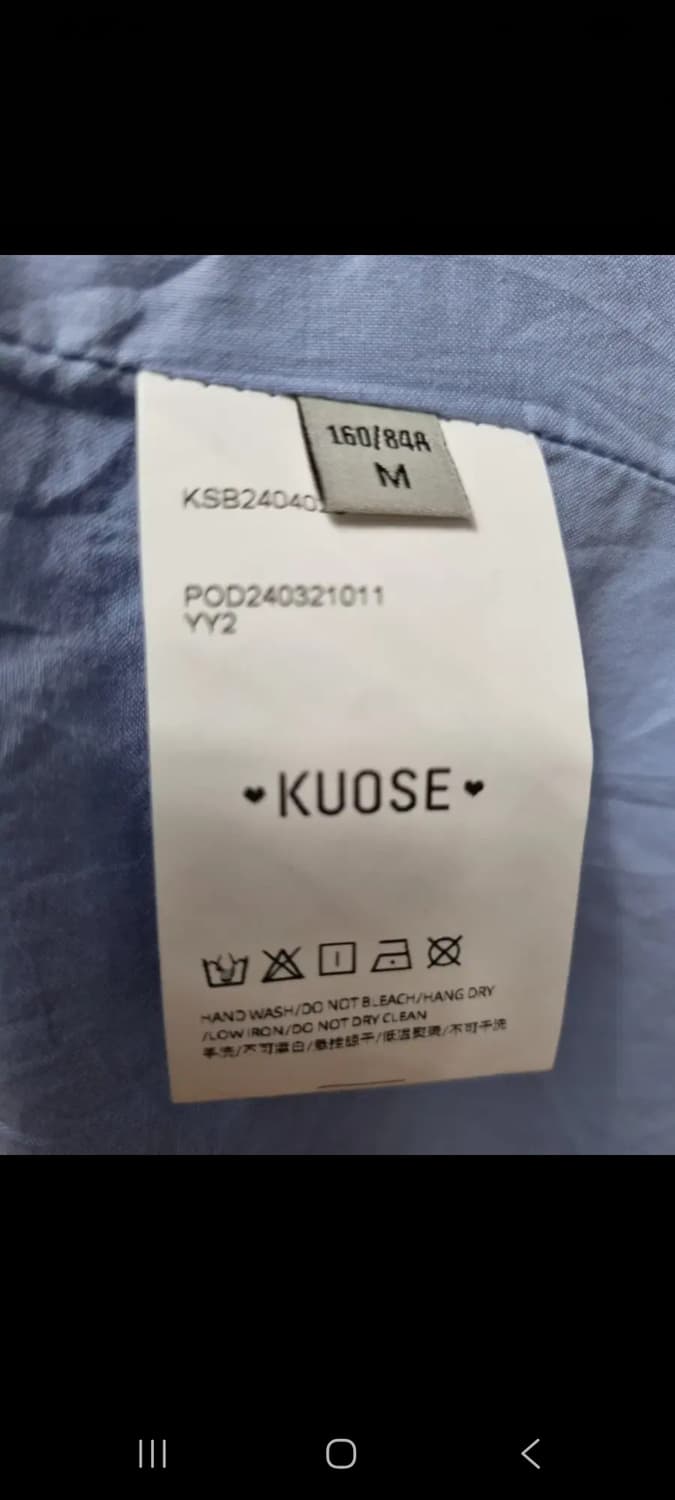 160/84A
M
KSB24040
POD240321011
YY2
♥KUOSE♥
HAND WASH/DO NOT BLEACH/HANG DRY
/LOW IRON/DO NOT DRY CLEAN
手洗/不可漂白/悬挂晾干/低温熨烫/不可干洗